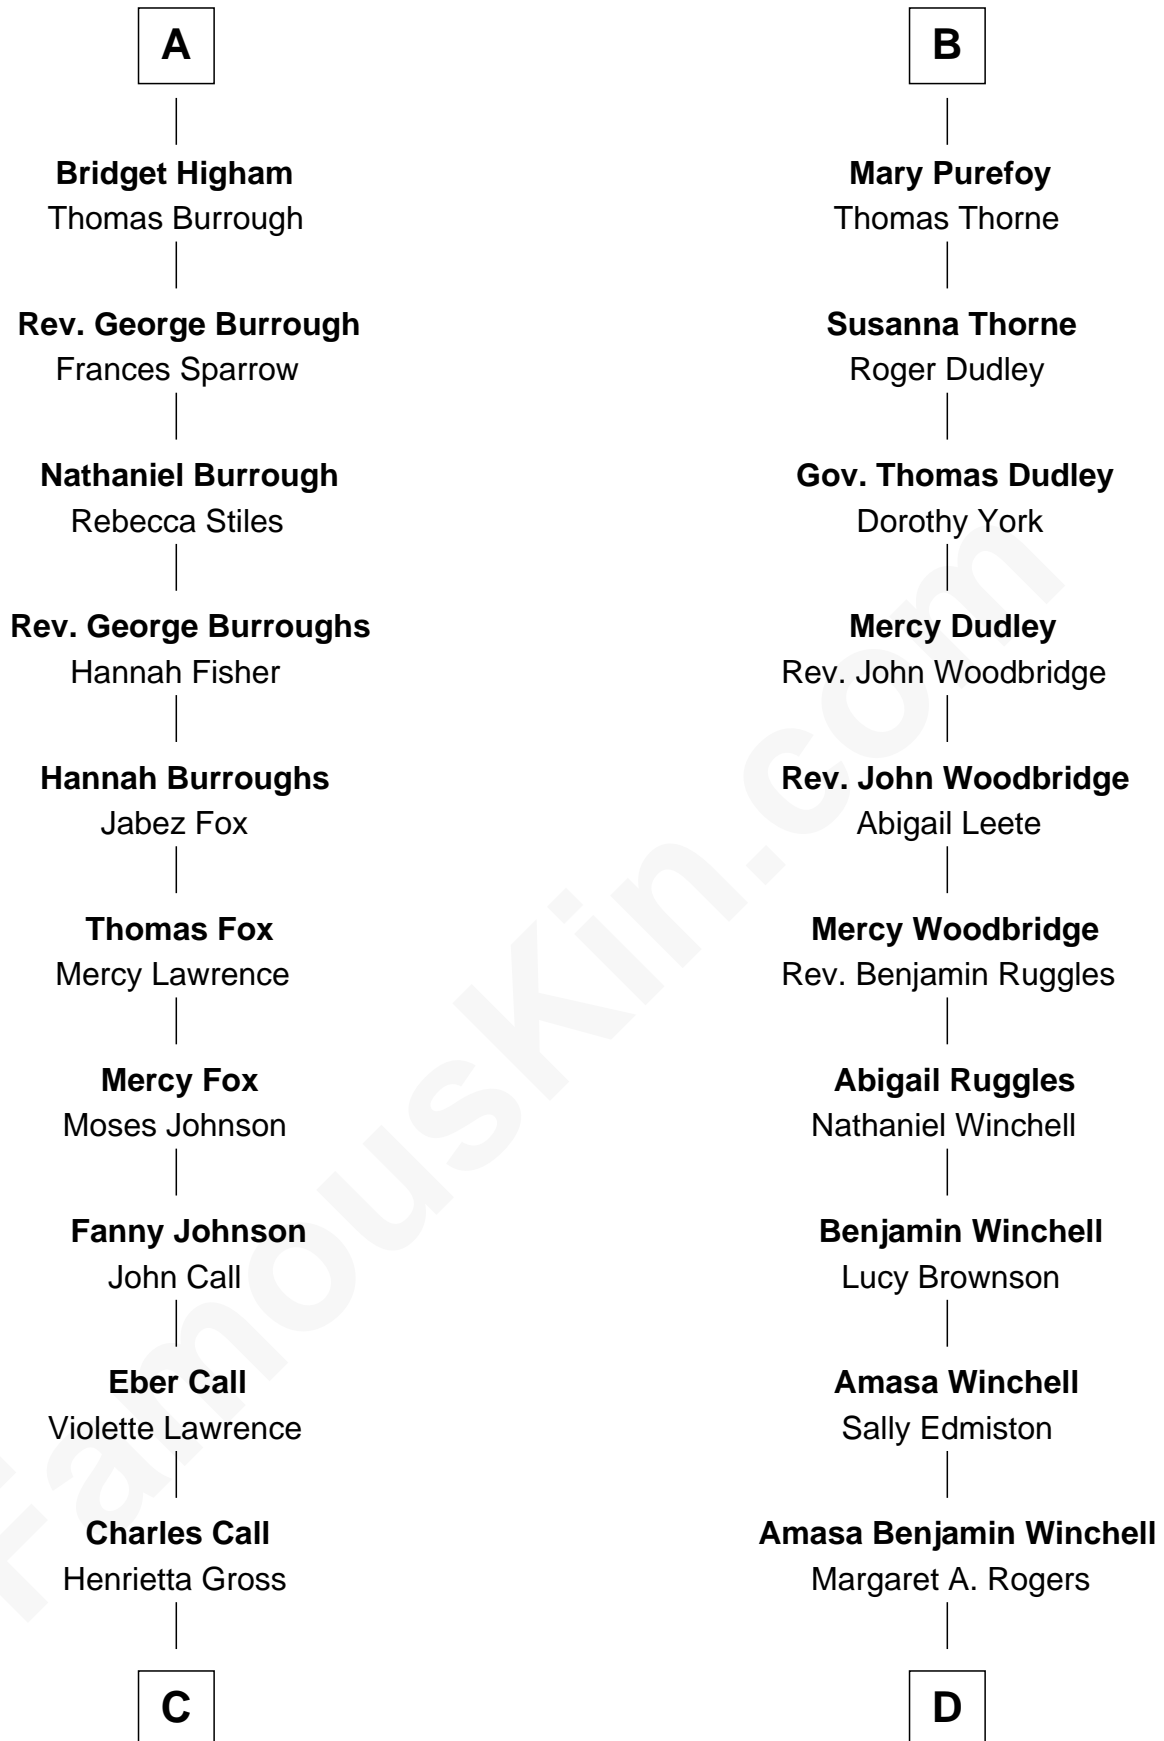 A
Bridget Higham
Thomas Burrough
Rev. George Burrough
Frances Sparrow
Nathaniel Burrough
Rebecca Stiles
Rev. George Burroughs
Hannah Fisher
Hannah Burroughs
Jabez Fox
Thomas Fox
Mercy Lawrence
Mercy Fox
Moses Johnson
Fanny Johnson
John Call
Eber Call
Violette Lawrence
Charles Call
Henrietta Gross
C
B
Mary Purefoy
Thomas Thorne
Susanna Thorne
Roger Dudley
Gov. Thomas Dudley
Dorothy York
Mercy Dudley
Rev. John Woodbridge
Rev. John Woodbridge
Abigail Leete
Mercy Woodbridge
Rev. Benjamin Ruggles
Abigail Ruggles
Nathaniel Winchell
Benjamin Winchell
Lucy Brownson
Amasa Winchell
Sally Edmiston
Amasa Benjamin Winchell
Margaret A. Rogers
D
FamousKin.com